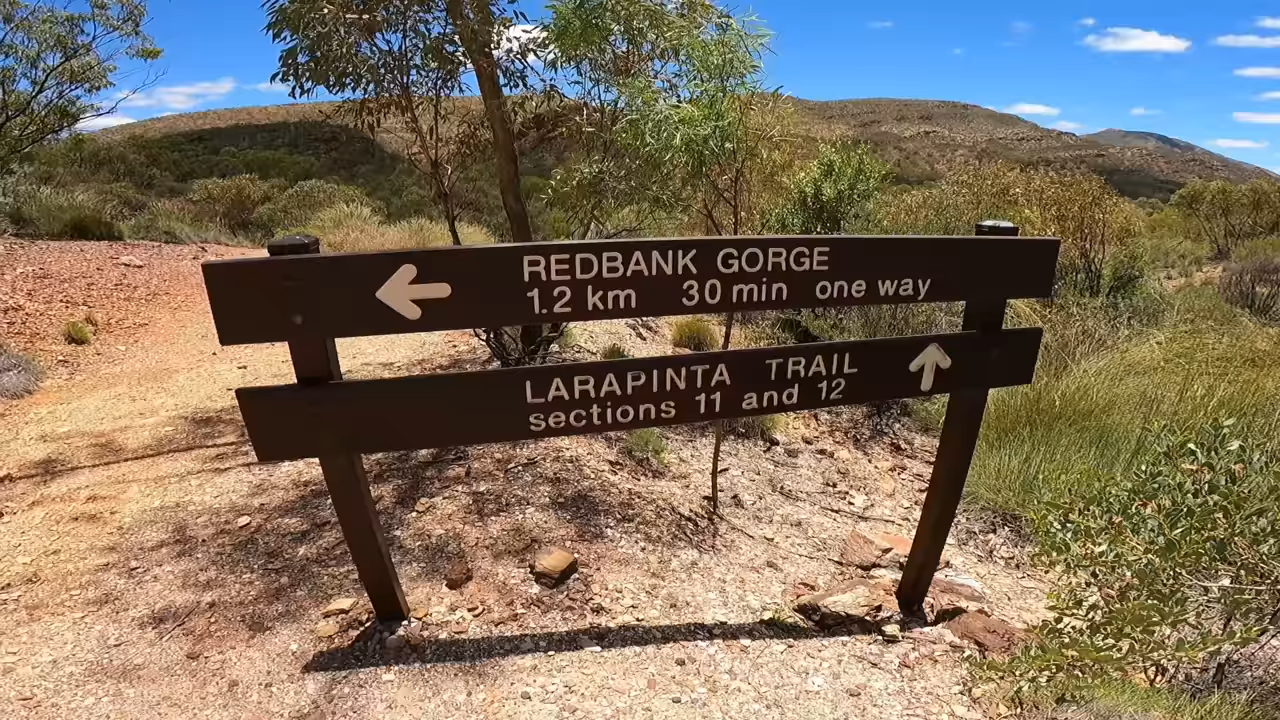 REDBANK GORGE
1.2 km 30 min one way
LARAPINTA TRAIL
sections 11 and 12